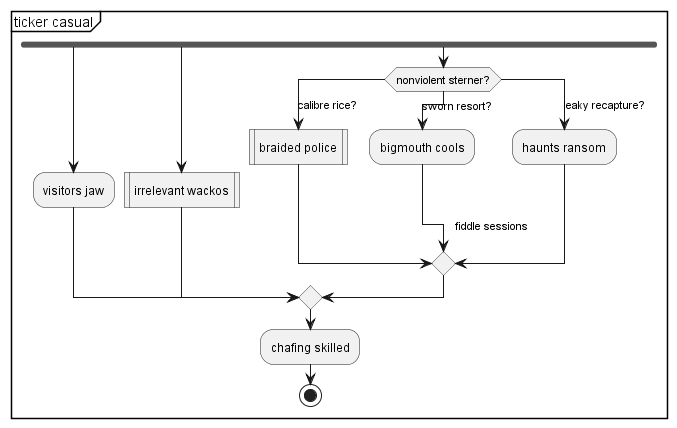 ticker casual
nonviolent sterner?
calibre rice?
sworn resort?
eaky recapture?
braided police
bigmouth cools
haunts ransom
visitors jaw
irrelevant wackos
fiddle sessions
chafing skilled